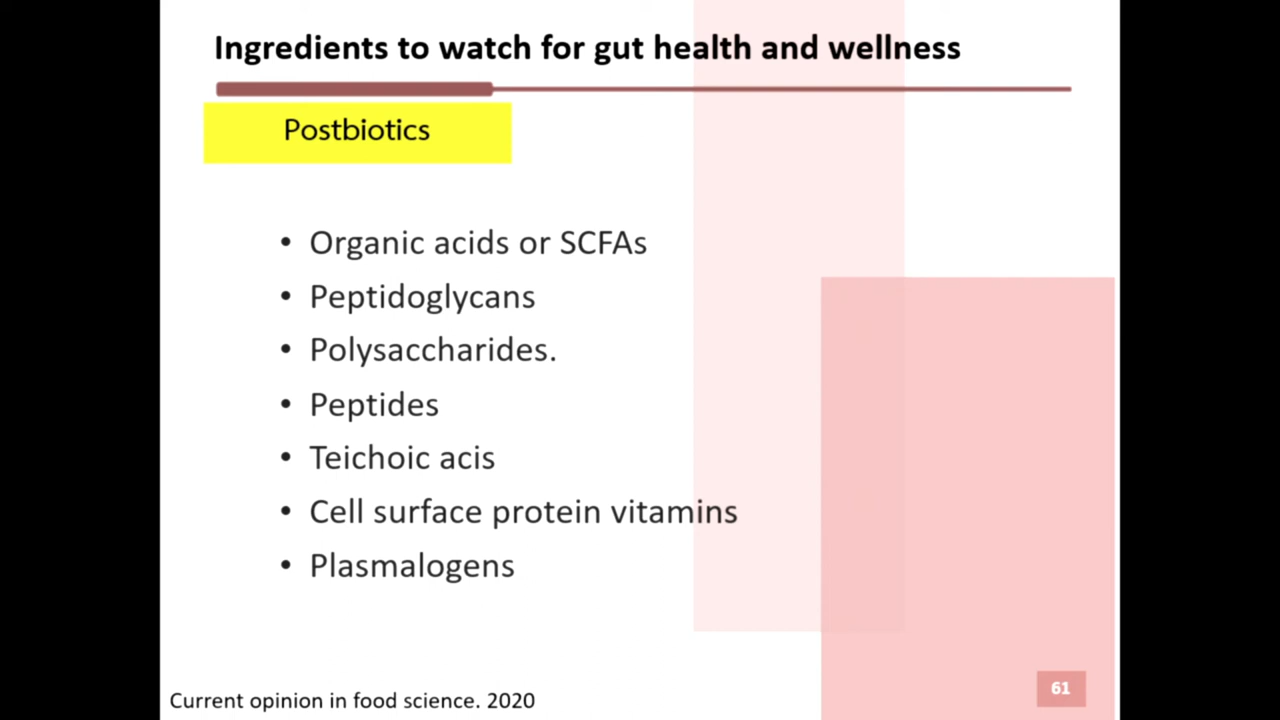 Ingredients to watch for gut health and wellness
Postbiotics
• Organic acids or SCFAs
• Peptidoglycans
• Polysaccharides.
• Peptides
• Teichoic acis
• Cell surface protein vitamins
• Plasmalogens
Current opinion in food science. 2020
61